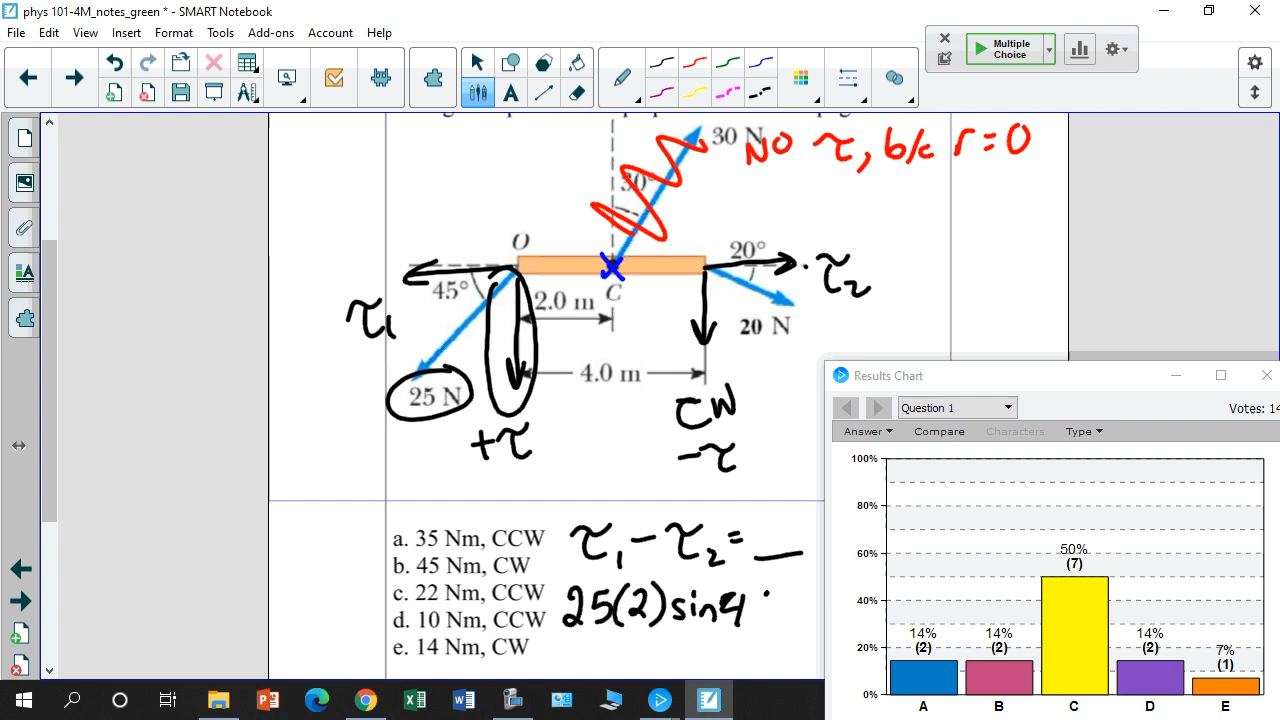 phys 101-4M_notes_green * - SMART Notebook
File Edit View Insert Format Tools Add-ons Account Help
Multiple Choice
30 N
NO τ, b/c r=0
30°
O
20°
τ2
45°
C
2.0 m
τ1
20 N
4.0 m
25 N
CW
+τ
-τ
a. 35 Nm, CCW
b. 45 Nm, CW
c. 22 Nm, CCW
d. 10 Nm, CCW
e. 14 Nm, CW
τ1 - τ2 = __
25(2) sin4
Results Chart
Question 1
Votes: 14
Answer Compare Characters Type
100%
80%
60%
40%
20%
0%
14%
(2)
14%
(2)
50%
(7)
14%
(2)
7%
(1)
A B C D E